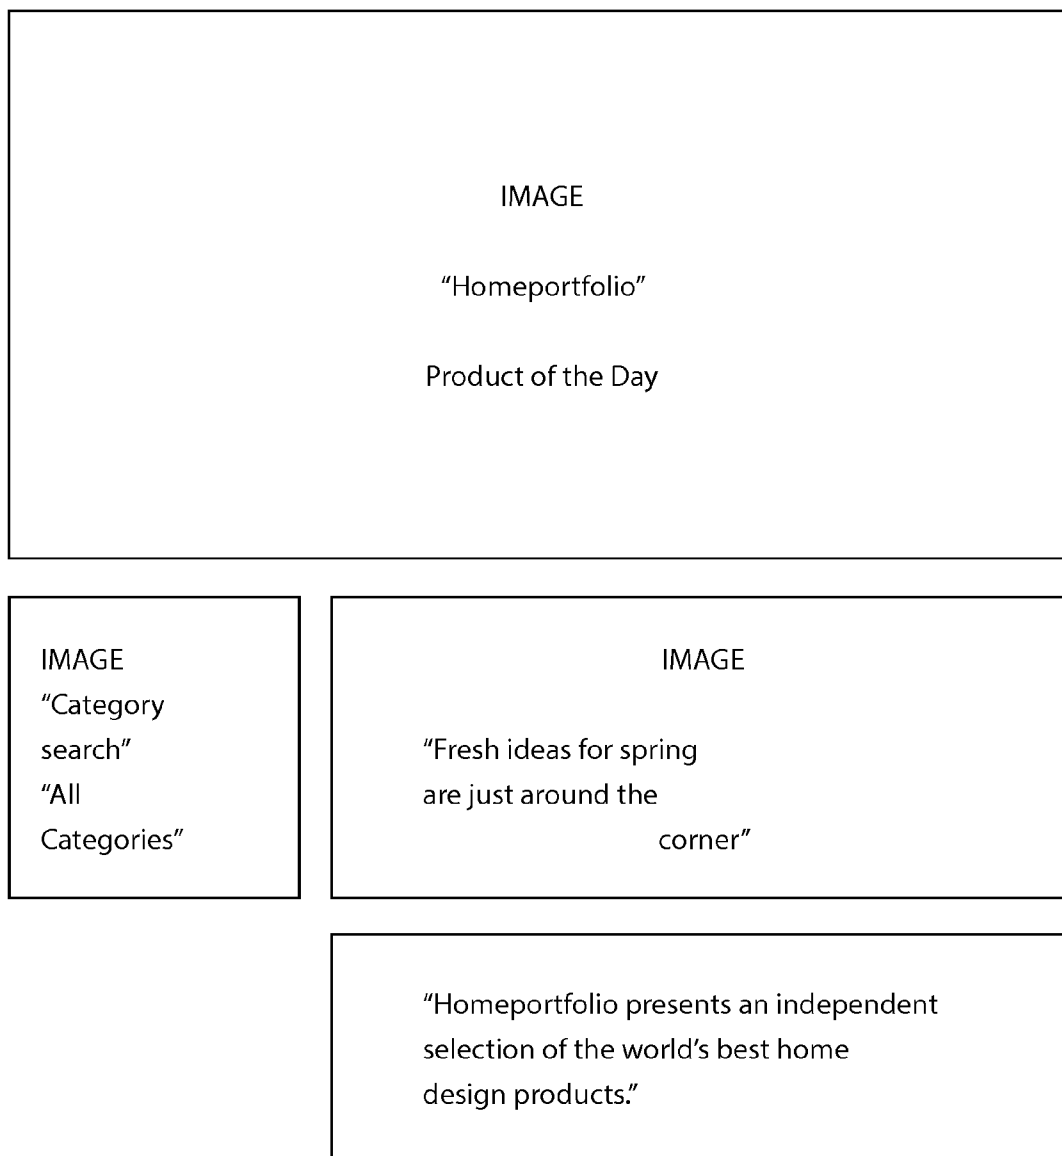 IMAGE
“Homeportfolio”
Product of the Day
IMAGE
“Category
search”
“All
Categories”
IMAGE
“Fresh ideas for spring
are just around the
corner”
“Homeportfolio presents an independent
selection of the world’s best home
design products.”